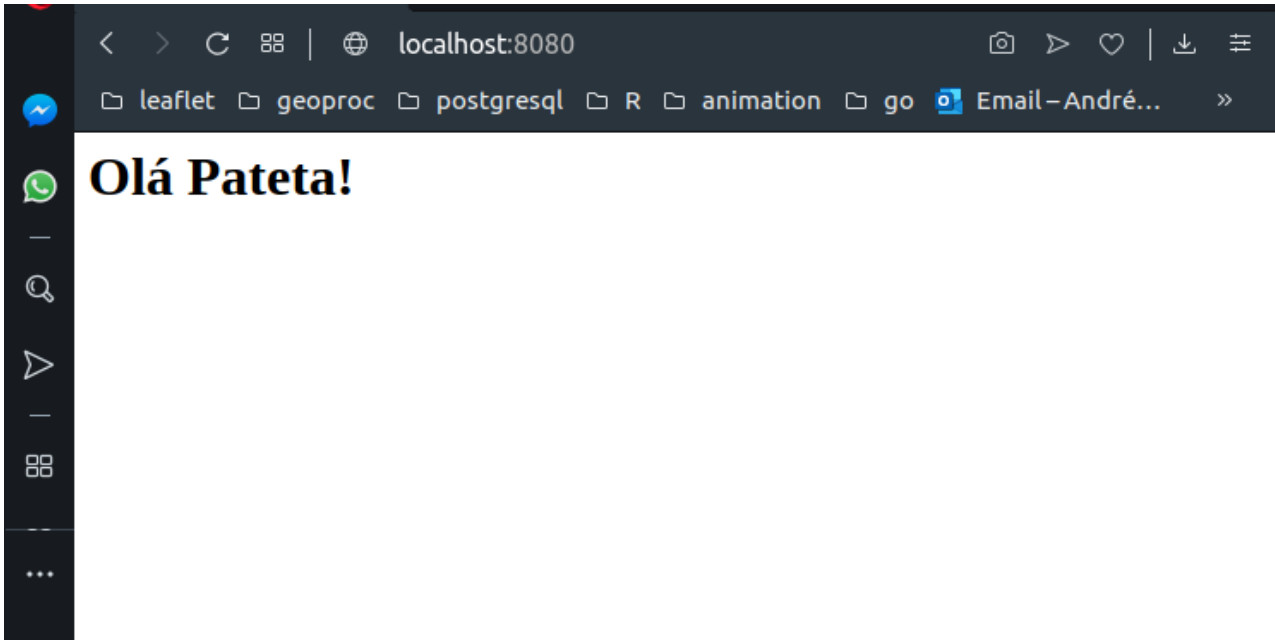 localhost:8080
leaflet geoproc postgresql R animation go Email – André...
Olá Pateta!